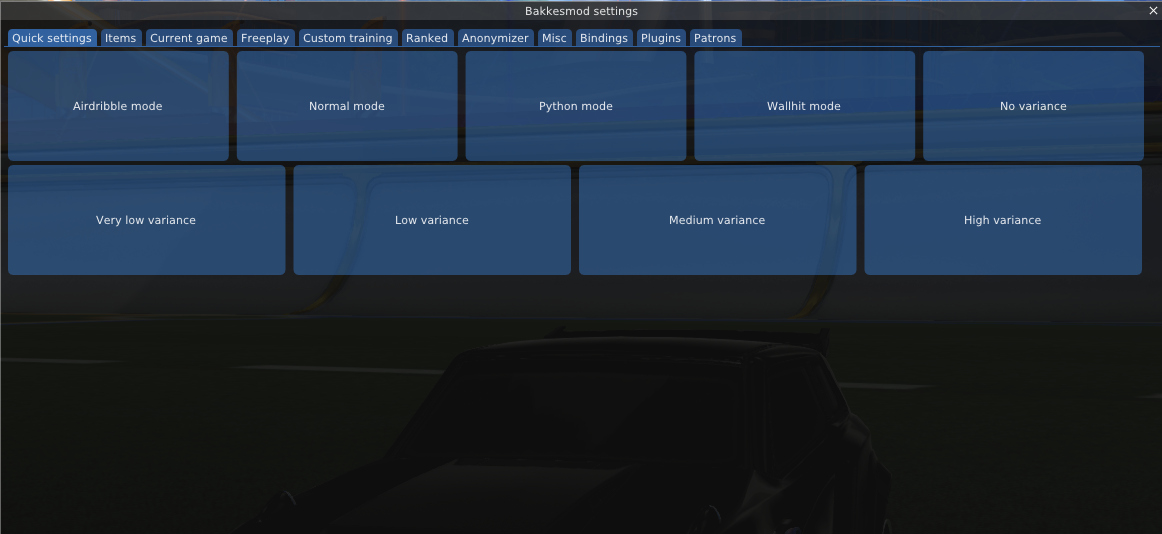 Bakkesmod settings
Quick settings Items Current game Freeplay Custom training Ranked Anonymizer Misc Bindings Plugins Patrons
Airdribble mode Normal mode Python mode Wallhit mode No variance
Very low variance Low variance Medium variance High variance